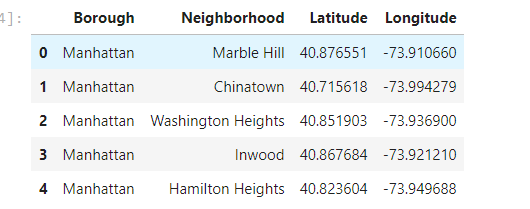 4]:
Borough Neighborhood Latitude Longitude
0 Manhattan Marble Hill 40.876551 -73.910660
1 Manhattan Chinatown 40.715618 -73.994279
2 Manhattan Washington Heights 40.851903 -73.936900
3 Manhattan Inwood 40.867684 -73.921210
4 Manhattan Hamilton Heights 40.823604 -73.949688